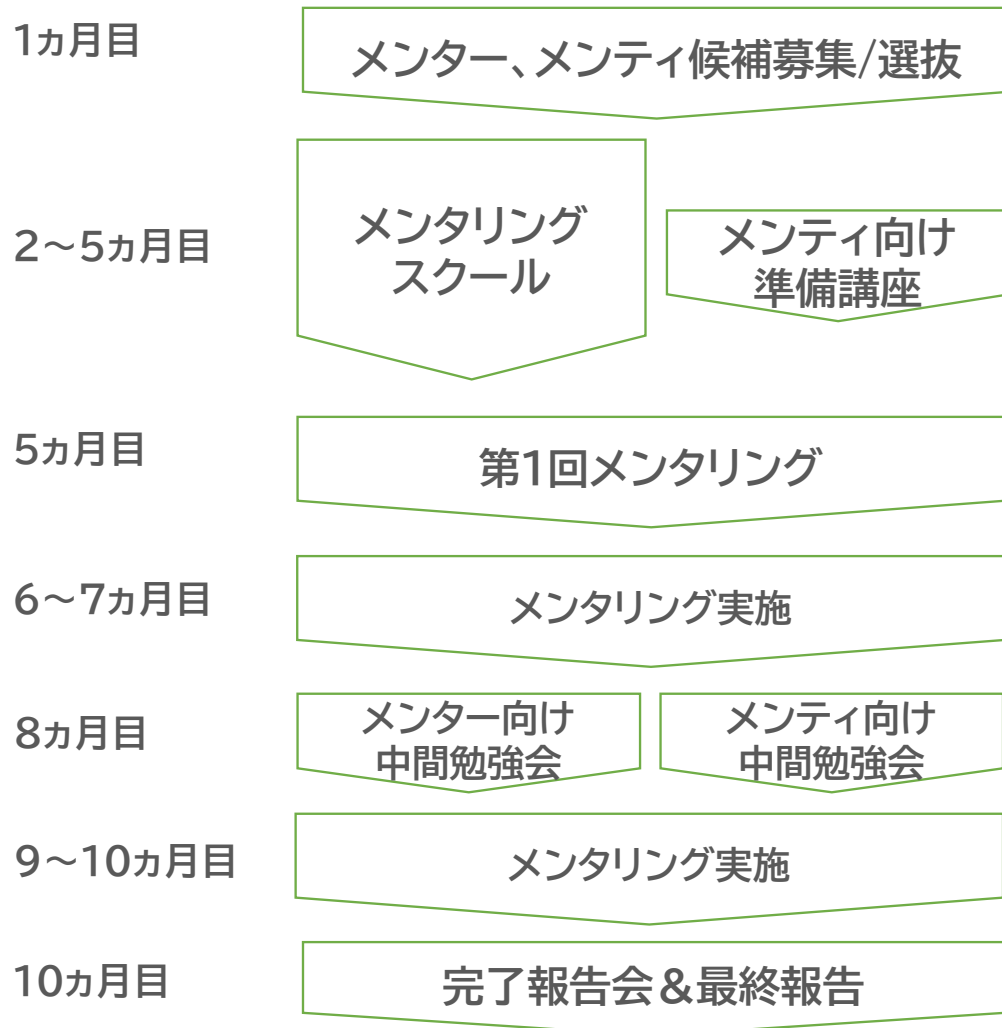 1ヵ月目
メンター、メンティ候補募集/選抜
2～5ヵ月目
メンタリング
スクール
メンティ向け
準備講座
5ヵ月目
第1回メンタリング
6～7ヵ月目
メンタリング実施
8ヵ月目
メンター向け
中間勉強会
メンティ向け
中間勉強会
9～10ヵ月目
メンタリング実施
10ヵ月目
完了報告会＆最終報告